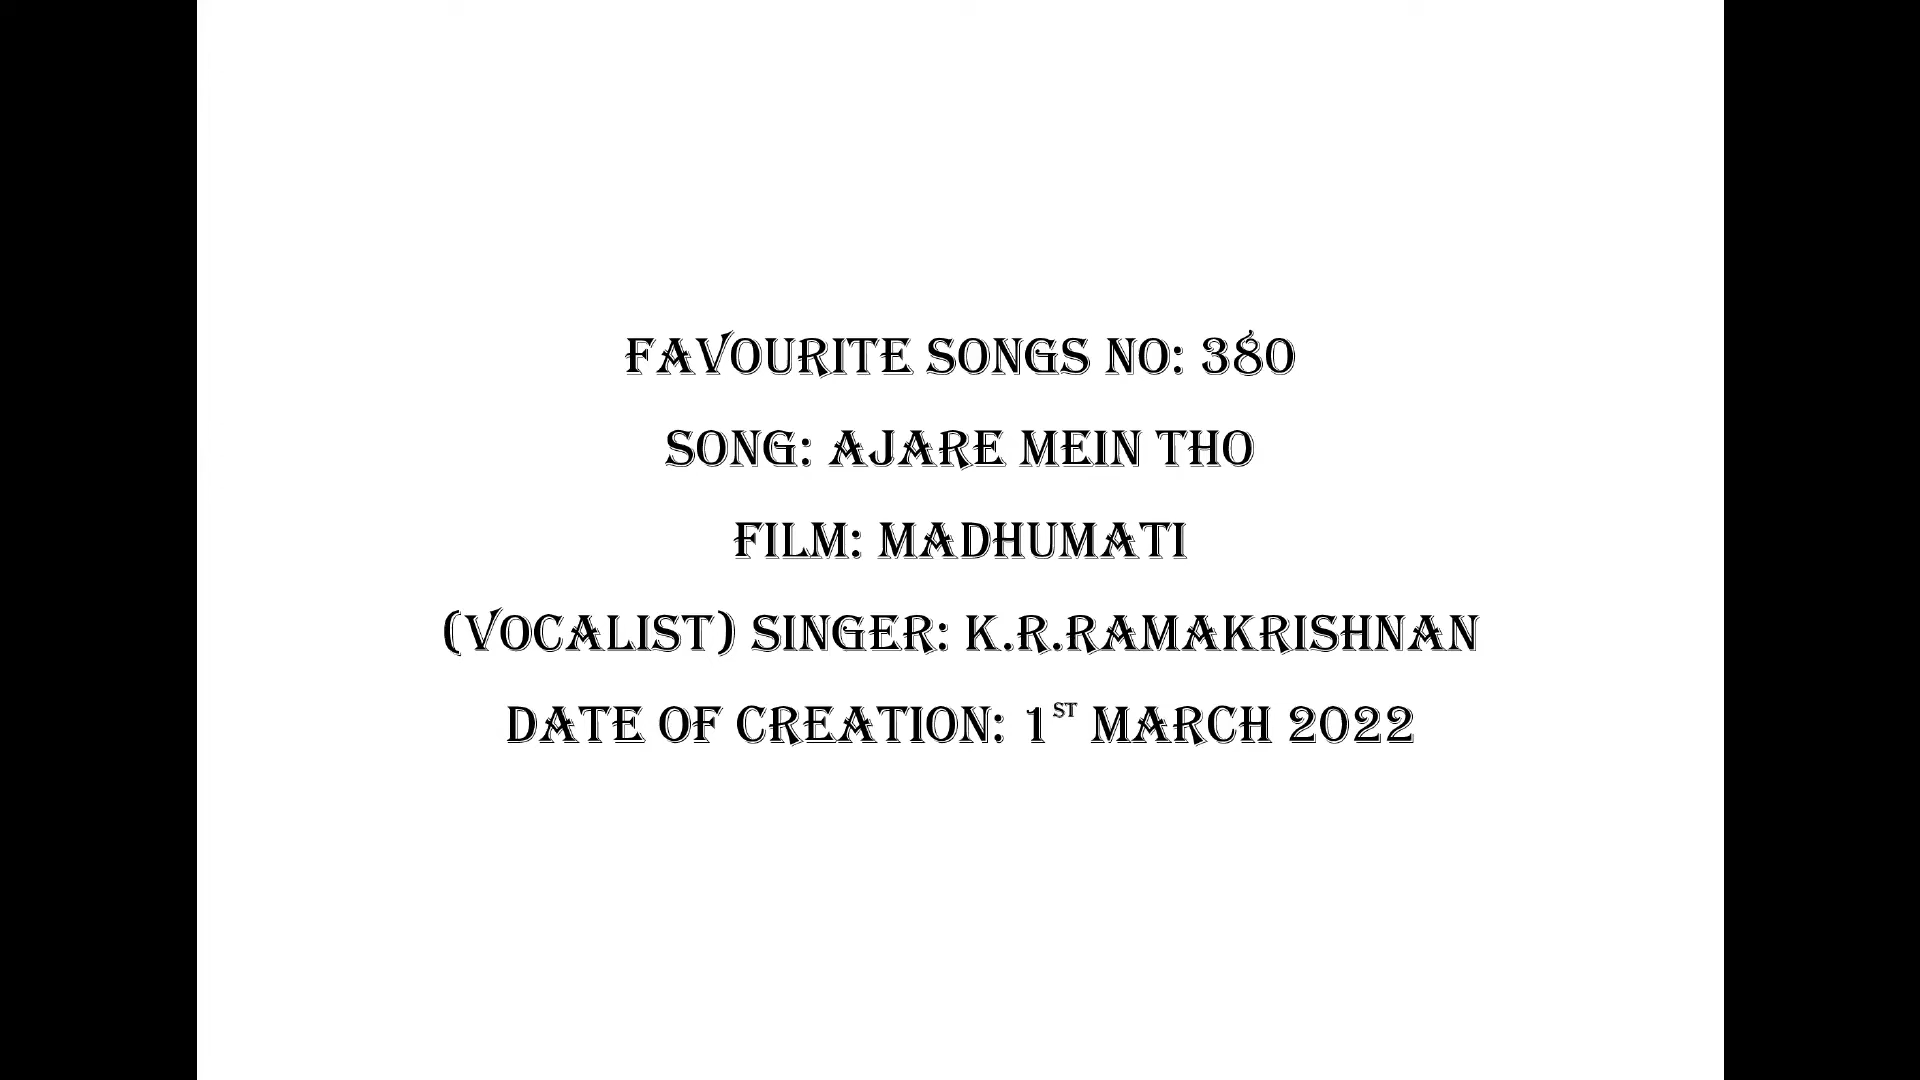 FAVOURITE SONGS NO: 380
SONG: AJARE MEIN THO
FILM: MADHUMATI
(VOCALIST) SINGER: K.R.RAMAKRISHNAN
DATE OF CREATION: 1ST MARCH 2022